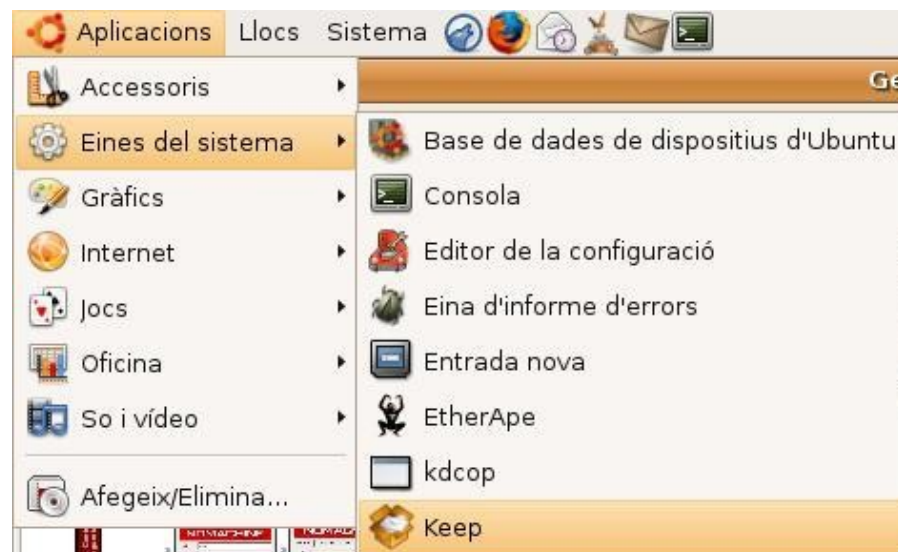 Aplicacions Llocs Sistema
Accessoris
Eines del sistema
Gràfics
Internet
Jocs
Oficina
So i vídeo
Afegeix/Elimina...
Ge
Base de dades de dispositius d'Ubuntu
Consola
Editor de la configuració
Eina d'informe d'errors
Entrada nova
EtherApe
kdcop
Keep